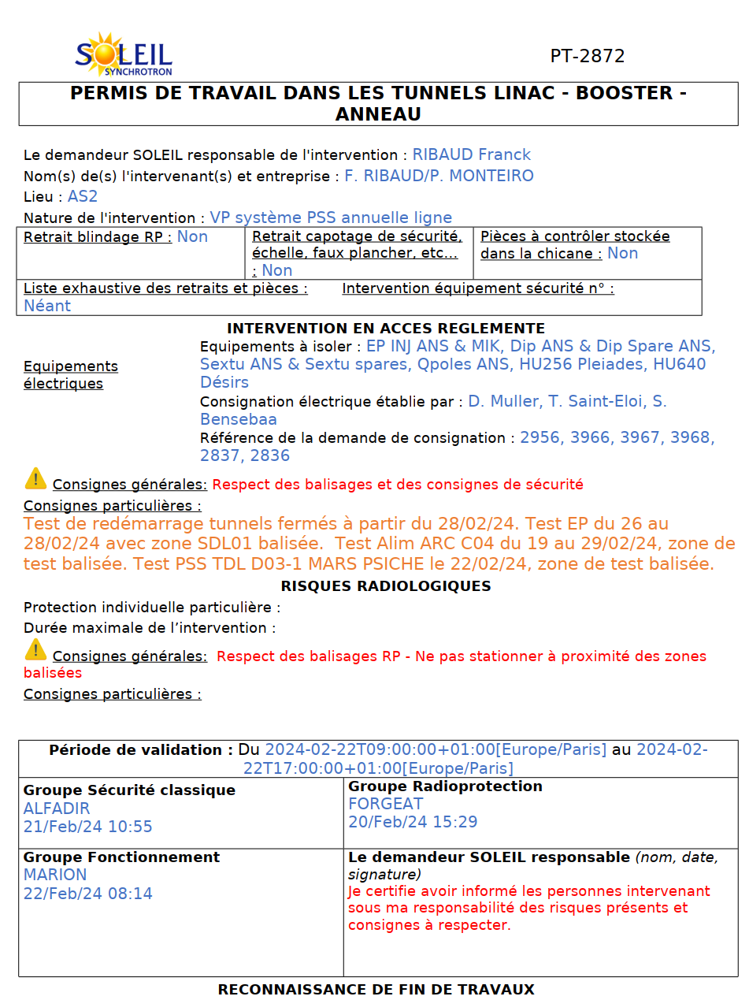 SOLEIL
SYNCHROTRON
PT-2872
PERMIS DE TRAVAIL DANS LES TUNNELS LINAC - BOOSTER -
ANNEAU
Le demandeur SOLEIL responsable de l'intervention : RIBAUD Franck
Nom(s) de(s) l'intervenant(s) et entreprise : F. RIBAUD/P. MONTEIRO
Lieu : AS2
Nature de l'intervention : VP système PSS annuelle ligne
Retrait blindage RP : Non
Retrait capotage de sécurité,
échelle, faux plancher, etc…
: Non
Pièces à contrôler stockée
dans la chicane : Non
Liste exhaustive des retraits et pièces :
Néant
Intervention équipement sécurité n° :
INTERVENTION EN ACCES REGLEMENTE
Equipements
électriques
Equipements à isoler : EP INJ ANS & MIK, Dip ANS & Dip Spare ANS,
Sextu ANS & Sextu spares, Qpoles ANS, HU256 Pleiades, HU640
Désirs
Consignation électrique établie par : D. Muller, T. Saint-Eloi, S.
Bensebaa
Référence de la demande de consignation : 2956, 3966, 3967, 3968,
2837, 2836
Consignes générales: Respect des balisages et des consignes de sécurité
Consignes particulières :
Test de redémarrage tunnels fermés à partir du 28/02/24. Test EP du 26 au
28/02/24 avec zone SDL01 balisée.  Test Alim ARC C04 du 19 au 29/02/24, zone de
test balisée. Test PSS TDL D03-1 MARS PSICHE le 22/02/24, zone de test balisée.
RISQUES RADIOLOGIQUES
Protection individuelle particulière :
Durée maximale de l’intervention :
Consignes générales:  Respect des balisages RP - Ne pas stationner à proximité des zones
balisées
Consignes particulières :
Période de validation : Du 2024-02-22T09:00:00+01:00[Europe/Paris] au 2024-02-
22T17:00:00+01:00[Europe/Paris]
Groupe Sécurité classique
ALFADIR
21/Feb/24 10:55
Groupe Radioprotection
FORGEAT
20/Feb/24 15:29
Groupe Fonctionnement
MARION
22/Feb/24 08:14
Le demandeur SOLEIL responsable (nom, date,
signature)
Je certifie avoir informé les personnes intervenant
sous ma responsabilité des risques présents et
consignes à respecter.
RECONNAISSANCE DE FIN DE TRAVAUX